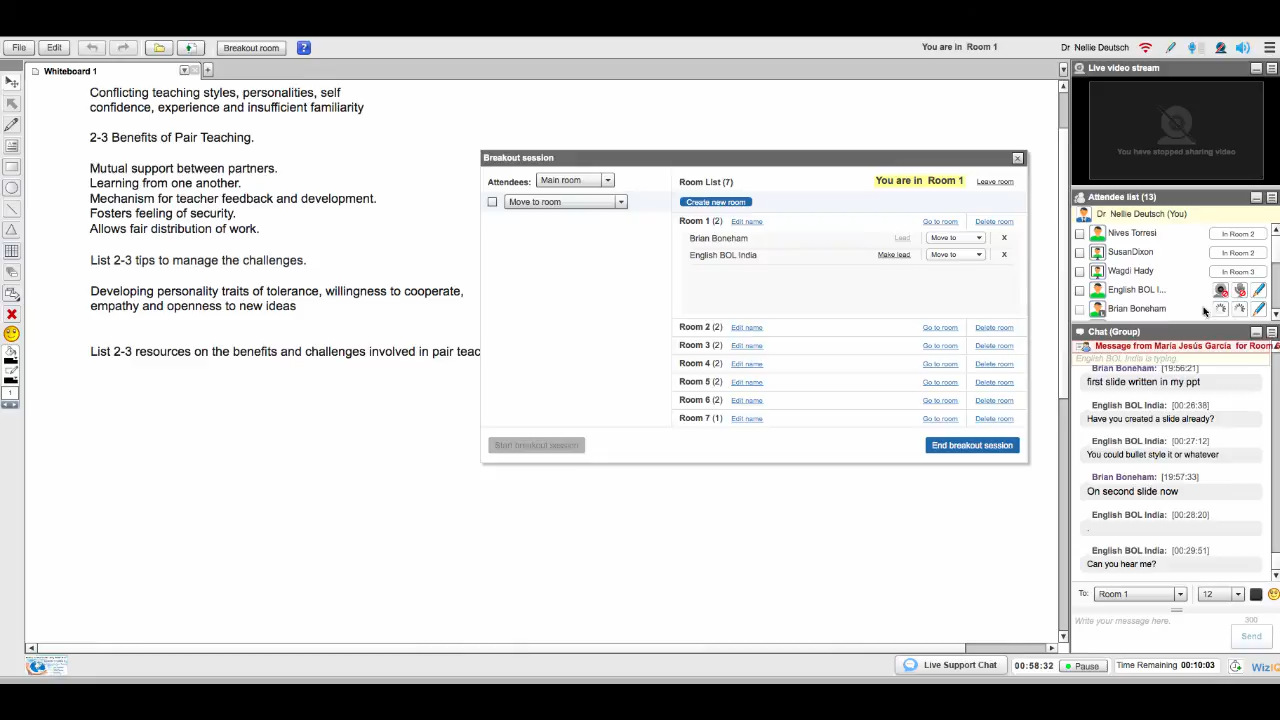 File
Edit
Breakout room
?
You are in Room 1
Dr Nellie Deutsch
Whiteboard 1
+
Conflicting teaching styles, personalities, self
confidence, experience and insufficient familiarity
2-3 Benefits of Pair Teaching.
Mutual support between partners.
Learning from one another.
Mechanism for teacher feedback and development.
Fosters feeling of security.
Allows fair distribution of work.
List 2-3 tips to manage the challenges.
Developing personality traits of tolerance, willingness to cooperate,
empathy and openness to new ideas
List 2-3 resources on the benefits and challenges involved in pair teac
1
Breakout session
x
Attendees: Main room
Move to room
Room List (7)
You are in Room 1
Leave room
Create new room
Room 1 (2) Edit name Go to room Delete room
Brian Boneham Lead Move to X
English BOL India Make lead Move to X
Room 2 (2) Edit name Go to room Delete room
Room 3 (2) Edit name Go to room Delete room
Room 4 (2) Edit name Go to room Delete room
Room 5 (2) Edit name Go to room Delete room
Room 6 (2) Edit name Go to room Delete room
Room 7 (1) Edit name Go to room Delete room
Start breakout session
End breakout session
Live video stream
You have stopped sharing video
Attendee list (13)
Dr Nellie Deutsch (You)
Nives Torresi In Room 2
SusanDixon In Room 2
Wagdi Hady In Room 3
English BOL I...
Brian Boneham
Chat (Group)
Message from Maria Jesús García for Room
English BOL India is typing.
Brian Boneham: [19:56:21]
first slide written in my ppt
English BOL India: [00:26:38]
Have you created a slide already?
English BOL India: [00:27:12]
You could bullet style it or whatever
Brian Boneham: [19:57:33]
On second slide now
English BOL India: [00:28:20]
.
English BOL India: [00:29:51]
Can you hear me?
To: Room 1 12
Write your message here.
300
Send
Live Support Chat
00:58:32
Pause
Time Remaining 00:10:03
WizIQ